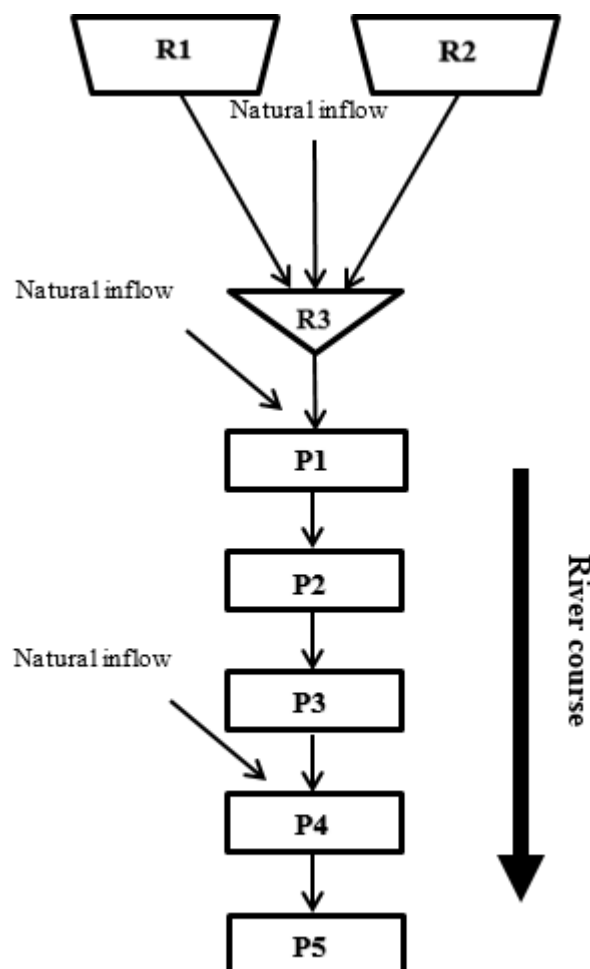 R1
R2
Natural inflow
Natural inflow
R3
P1
P2
River course
Natural inflow
P3
P4
P5